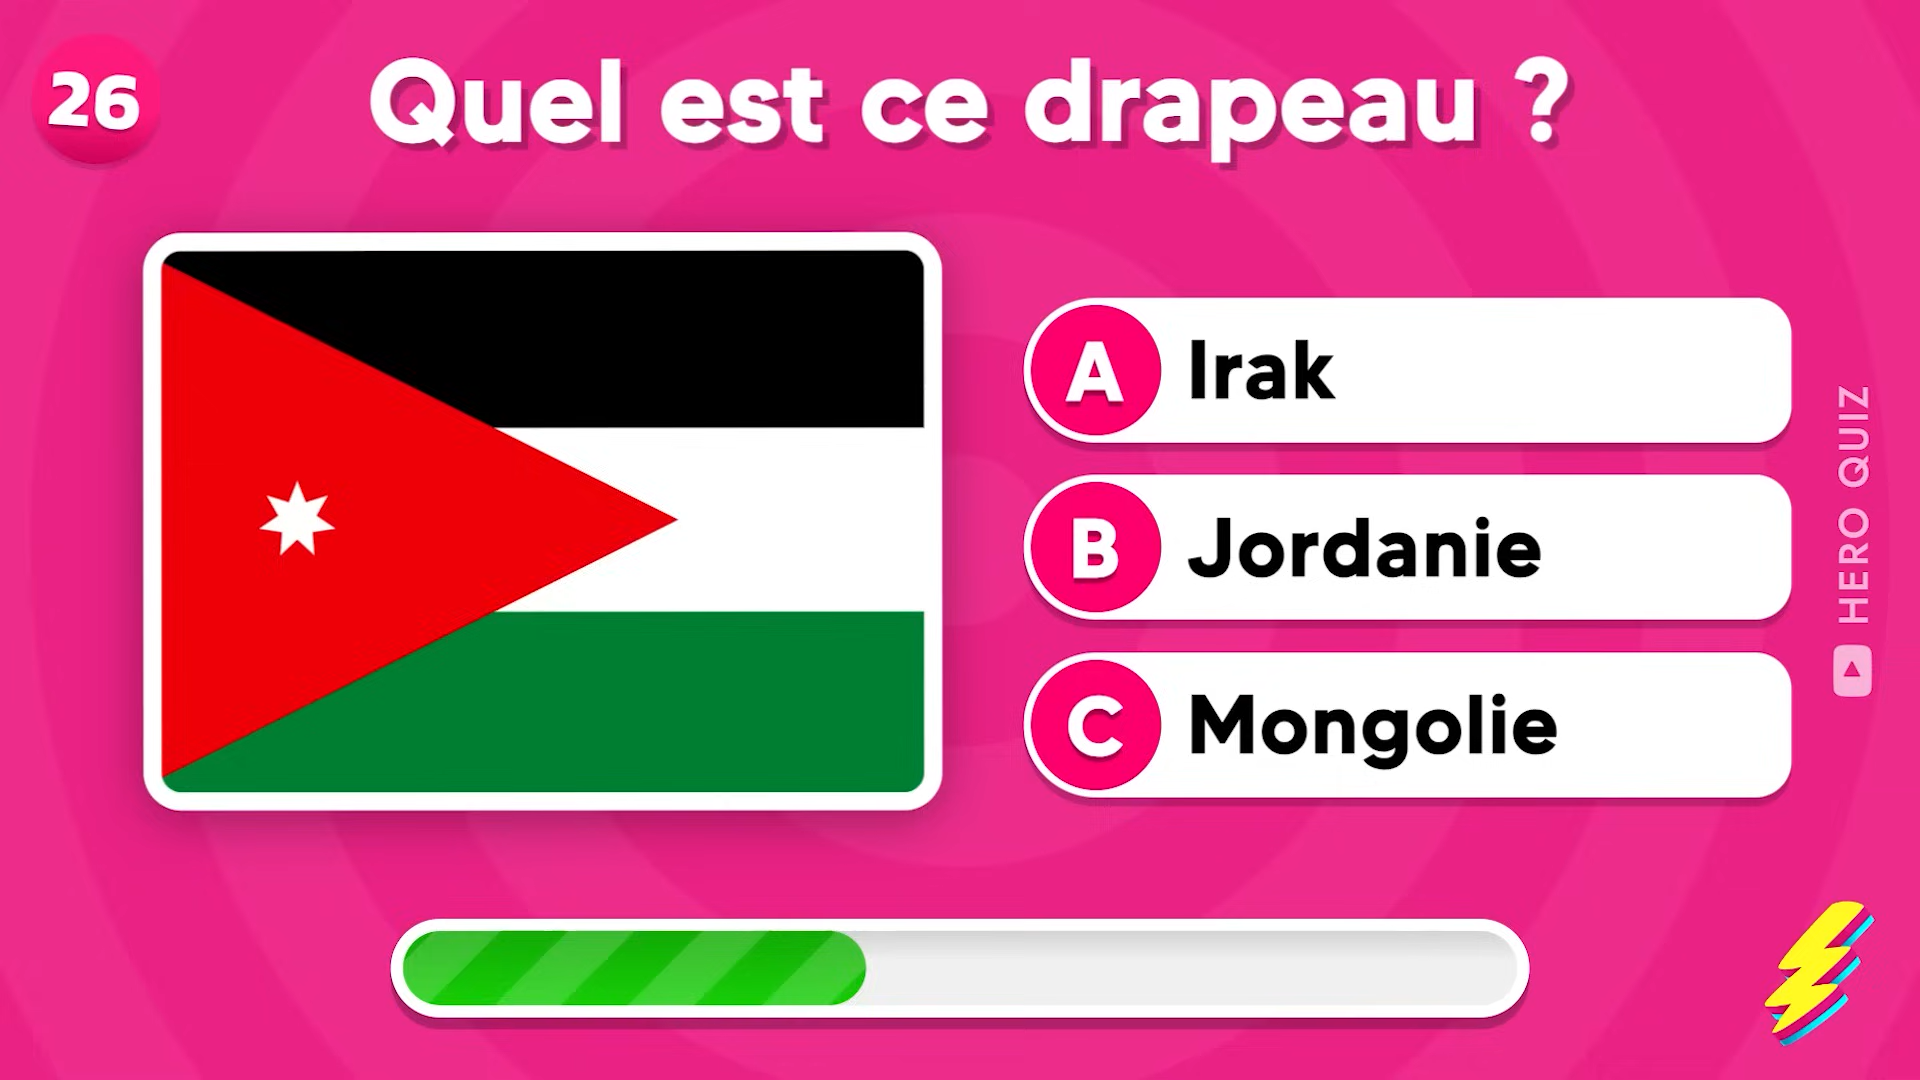 26
Quel est ce drapeau ?
A Irak
B Jordanie
C Mongolie
HERO QUIZ